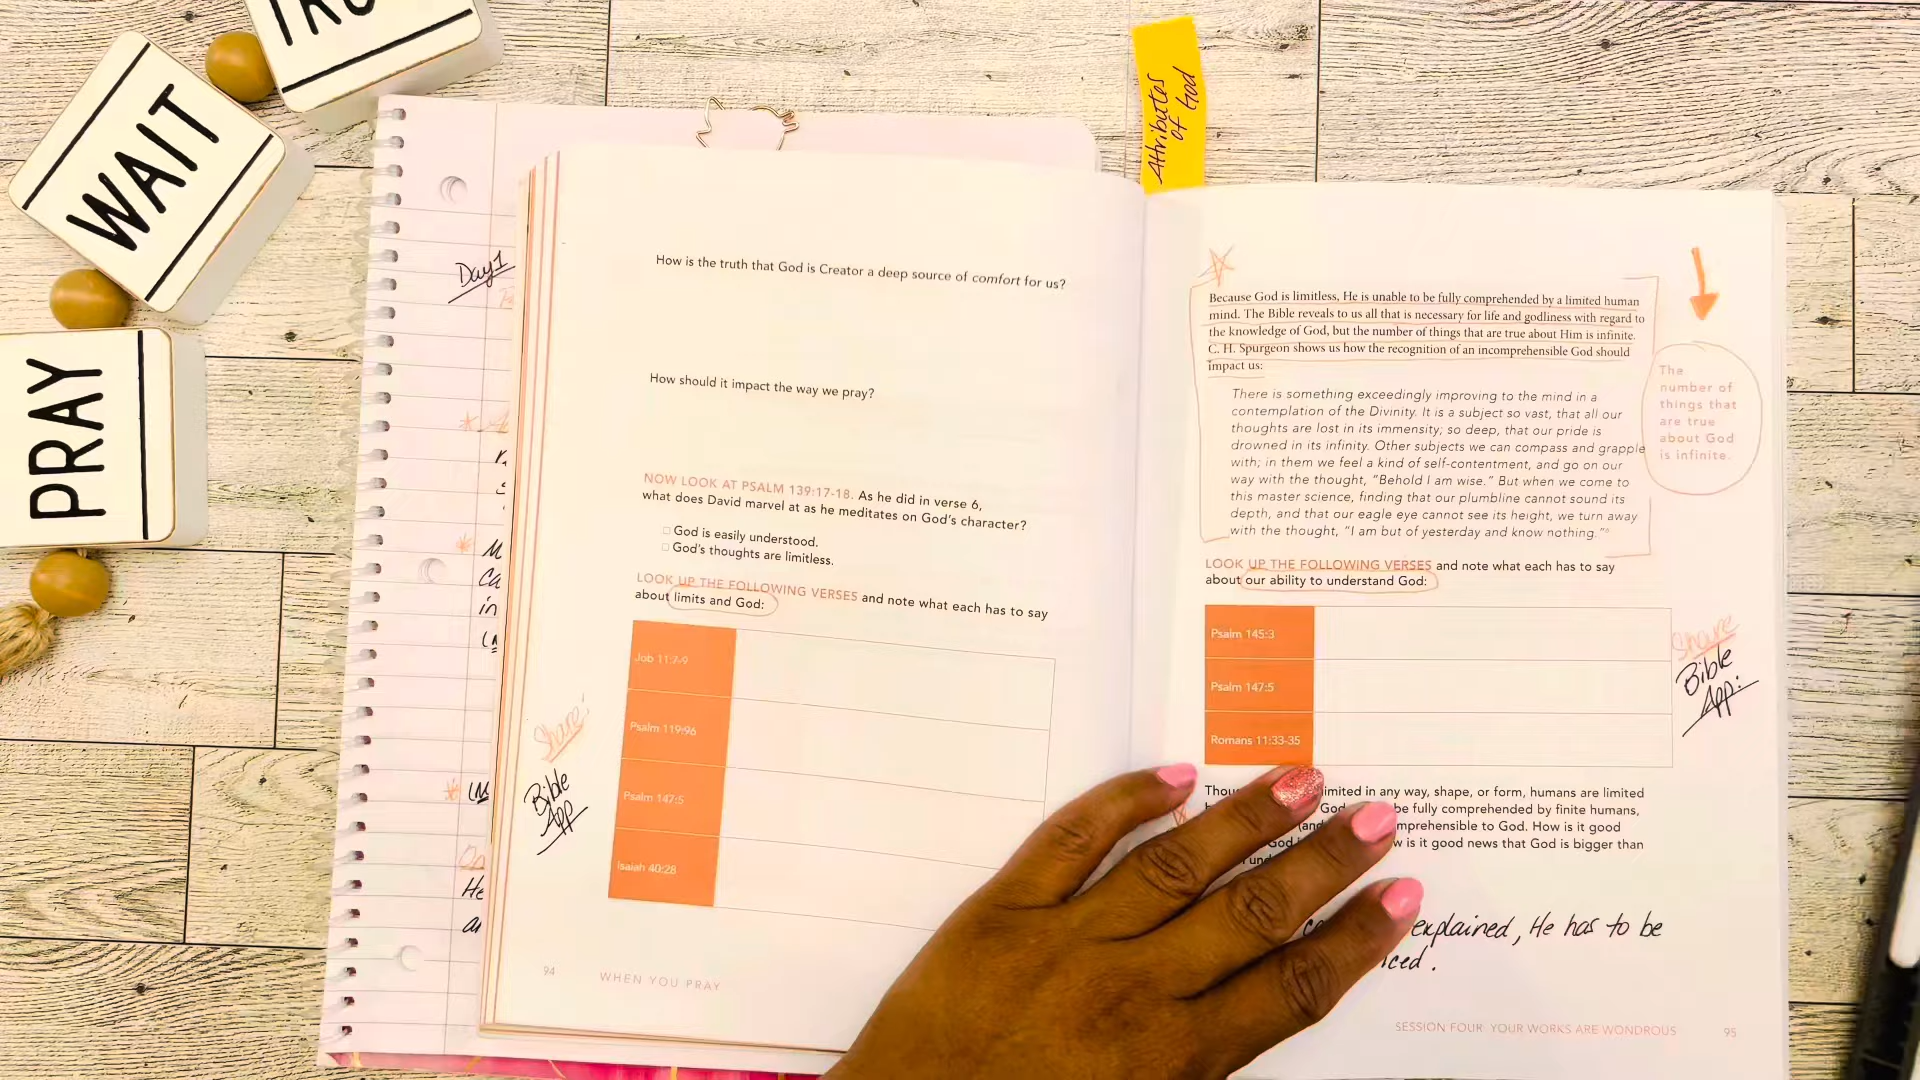 WAIT
PRAY
Attributes
of God
Day 1
How is the truth that God is Creator a deep source of comfort for us?
How should it impact the way we pray?
NOW LOOK AT PSALM 139:17-18. As he did in verse 6,
what does David marvel at as he meditates on God's character?
God is easily understood.
God's thoughts are limitless.
LOOK UP THE FOLLOWING VERSES and note what each has to say
about limits and God:
Job 11:7-9
Psalm 119:96
Psalm 147:5
Isaiah 40:28
Share:
Bible
App
94 WHEN YOU PRAY
Because God is limitless, He is unable to be fully comprehended by a limited human
mind. The Bible reveals to us all that is necessary for life and godliness with regard to
the knowledge of God, but the number of things that are true about Him is infinite.
C. H. Spurgeon shows us how the recognition of an incomprehensible God should
impact us:
There is something exceedingly improving to the mind in a
contemplation of the Divinity. It is a subject so vast, that all our
thoughts are lost in its immensity; so deep, that our pride is
drowned in its infinity. Other subjects we can compass and grapple
with; in them we feel a kind of self-contentment, and go on our
way with the thought, "Behold I am wise." But when we come to
this master science, finding that our plumbline cannot sound its
depth, and that our eagle eye cannot see its height, we turn away
with the thought, "I am but of yesterday and know nothing."
The
number of
things that
are true
about God
is infinite.
LOOK UP THE FOLLOWING VERSES and note what each has to say
about our ability to understand God:
Psalm 145:3
Psalm 147:5
Romans 11:33-35
Share
Bible
App:
limited in any way, shape, or form, humans are limited
God be fully comprehended by finite humans,
(and to God. How is it good
God is it good news that God is bigger than
explained, He has to be
SESSION FOUR YOUR WORKS ARE WONDROUS 95